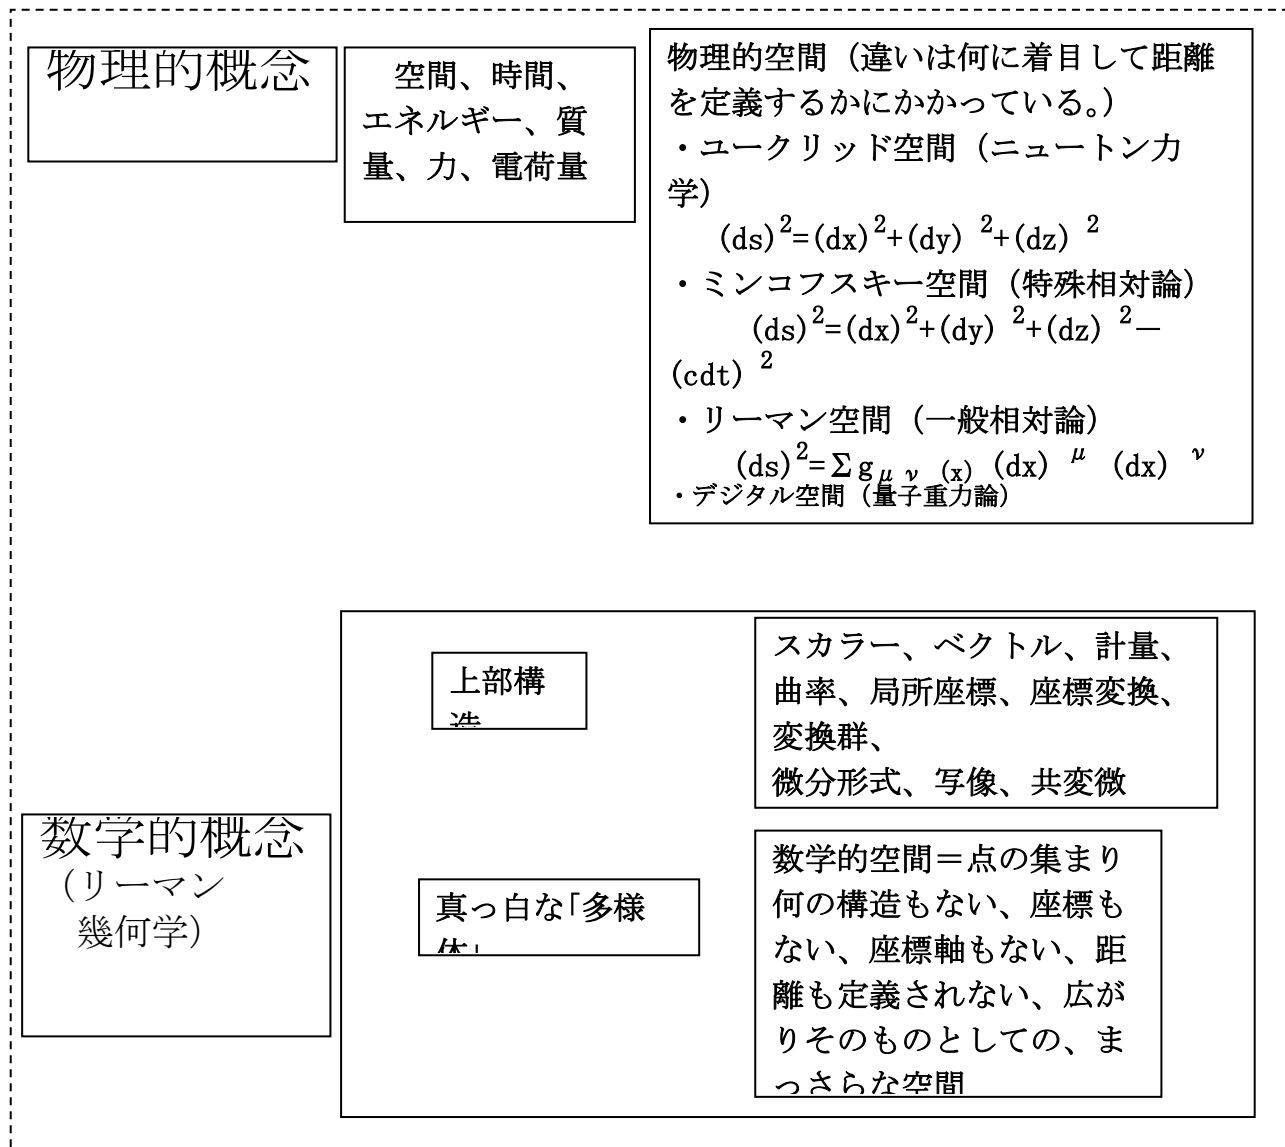 物理的概念
空間、時間、
エネルギー、質
量、力、電荷量
物理的空間（違いは何に着目して距離
を定義するかにかかっている。）
・ユークリッド空間（ニュートン力
学）
(ds)²=(dx)²+(dy)²+(dz)²
・ミンコフスキー空間（特殊相対論）
(ds)²=(dx)²+(dy)²+(dz)²－
(cdt)²
・リーマン空間（一般相対論）
(ds)²=Σg_{μν}(x)(dx)^μ(dx)^ν
・デジタル空間（量子重力論）
上部構
造
スカラー、ベクトル、計量、
曲率、局所座標、座標変換、
変換群、
微分形式、写像、共変微
数学的概念
（リーマン
幾何学）
真っ白な「多様
体」
数学的空間＝点の集まり
何の構造もない、座標も
ない、座標軸もない、距
離も定義されない、広が
りそのものとしての、ま
っさらな空間